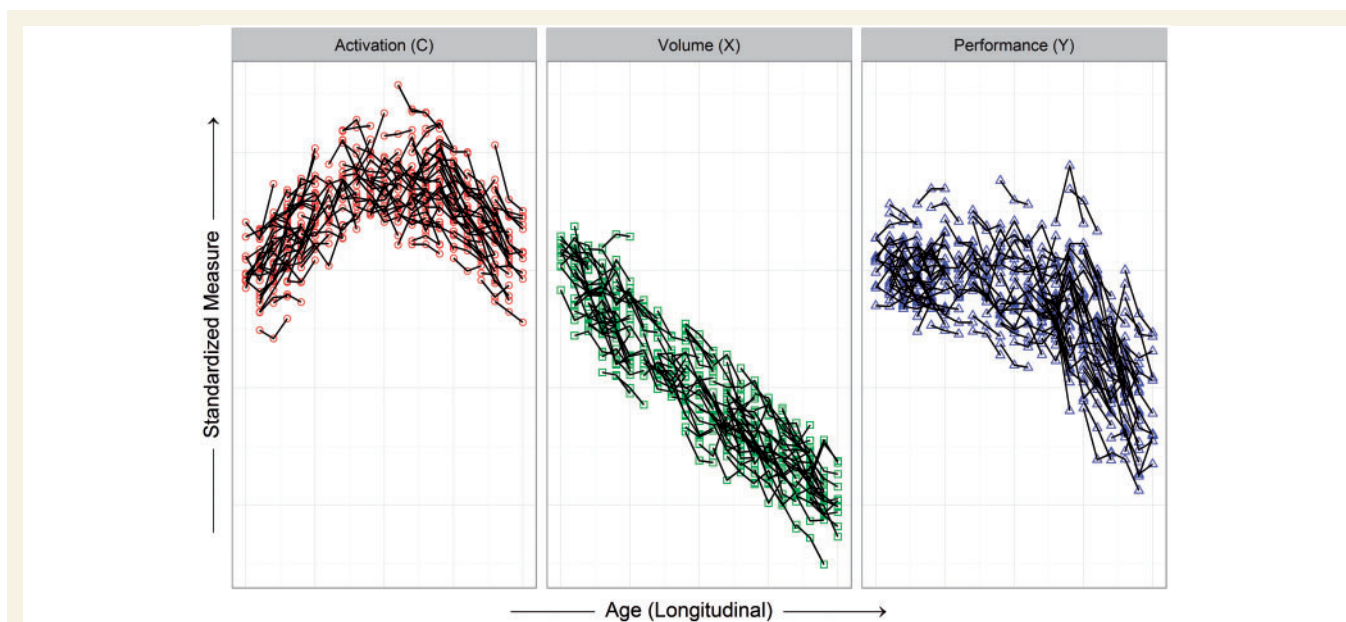 Activation (C)
Volume (X)
Performance (Y)
Standardized Measure
Age (Longitudinal)